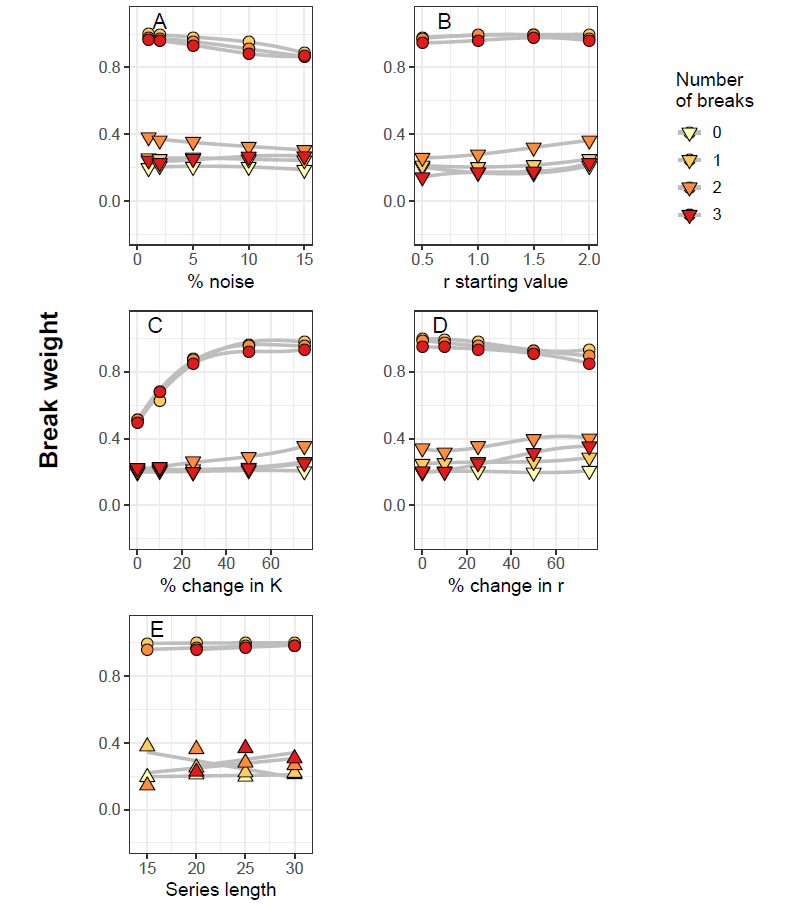 A
0.8
0.4
0.0
0 5 10 15
% noise
B
0.8
0.4
0.0
0.5 1.0 1.5 2.0
r starting value
Number
of breaks
0
1
2
3
Break weight
C
0.8
0.4
0.0
0 20 40 60
% change in K
D
0.8
0.4
0.0
0 20 40 60
% change in r
E
0.8
0.4
0.0
15 20 25 30
Series length